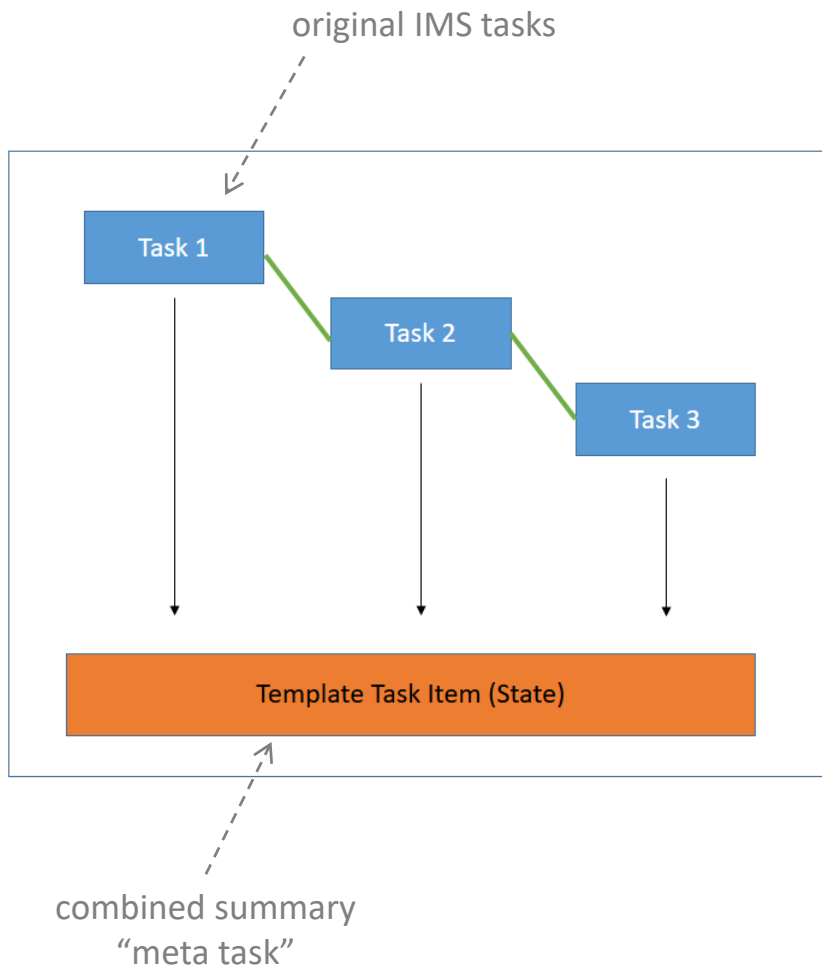 original IMS tasks
Task 1
Task 2
Task 3
Template Task Item (State)
combined summary
“meta task”